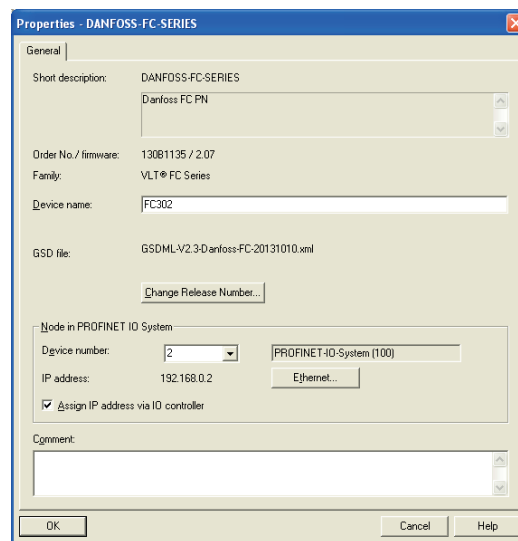 Properties - DANFOSS-FC-SERIES
General
Short description: DANFOSS-FC-SERIES
Danfoss FC PN
Order No./ firmware: 130B1135 / 2.07
Family: VLT® FC Series
Device name: FC302
GSD file: GSDML-V2.3-Danfoss-FC-20131010.xml
Change Release Number...
Node in PROFINET IO System
Device number: 2 PROFINET-IO-System (100)
IP address: 192.168.0.2 Ethernet...
Assign IP address via IO controller
Comment:
OK Cancel Help